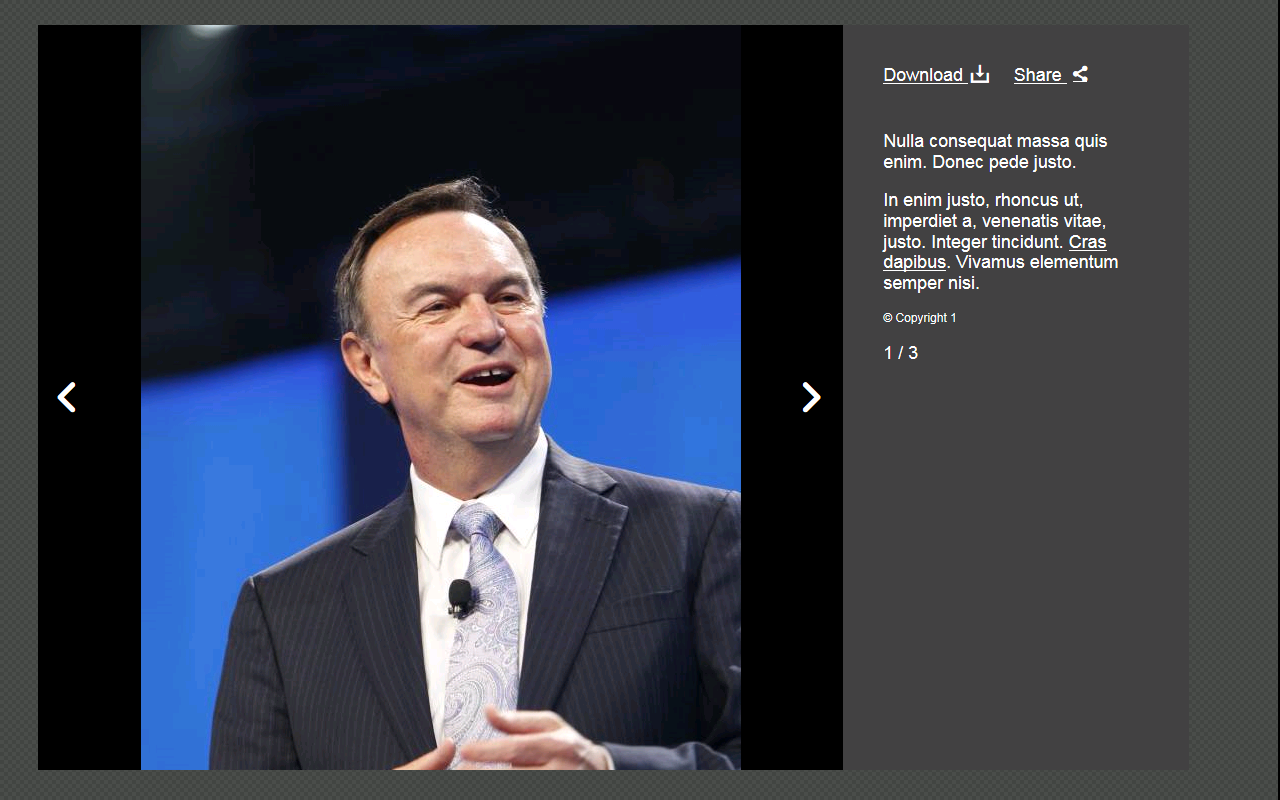 Download
Share
Nulla consequat massa quis
enim. Donec pede justo.
In enim justo, rhoncus ut,
imperdiet a, venenatis vitae,
justo. Integer tincidunt. Cras
dapibus. Vivamus elementum
semper nisi.
© Copyright 1
1 / 3